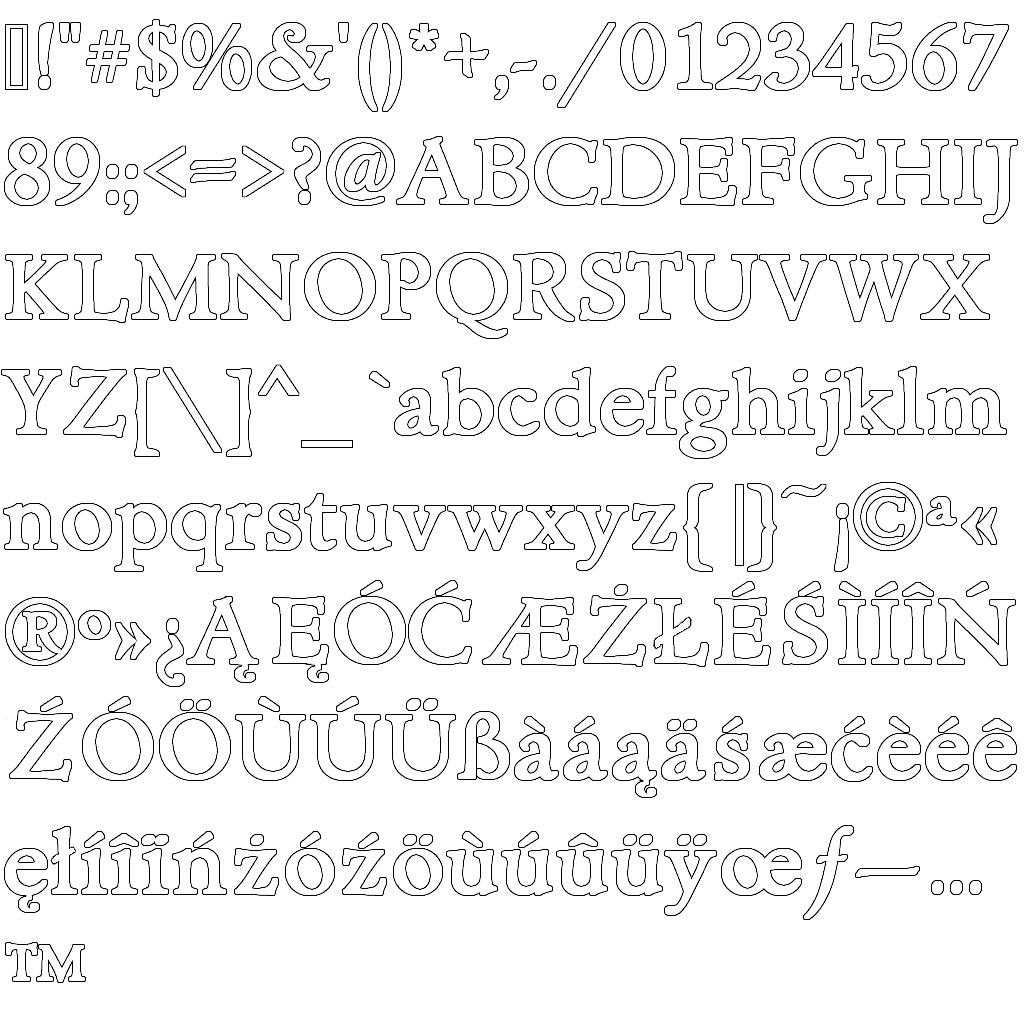 !"#$%&'()*+,-./01234567
89:;<=>?@ABCDEFGHIJ
KLMNOPQRSTUVWX
YZ[\]^_`abcdefghijklm
nopqrstuvwxyz{|}~¡©ª«
®º»¿ĄĘÓĆÆŻŁÉŚÌÍÎŃ
ŹÓÖÙÚÜßàáąäśæćèéê
ęłíîïńżóźöùúûüÿœƒ—…
™